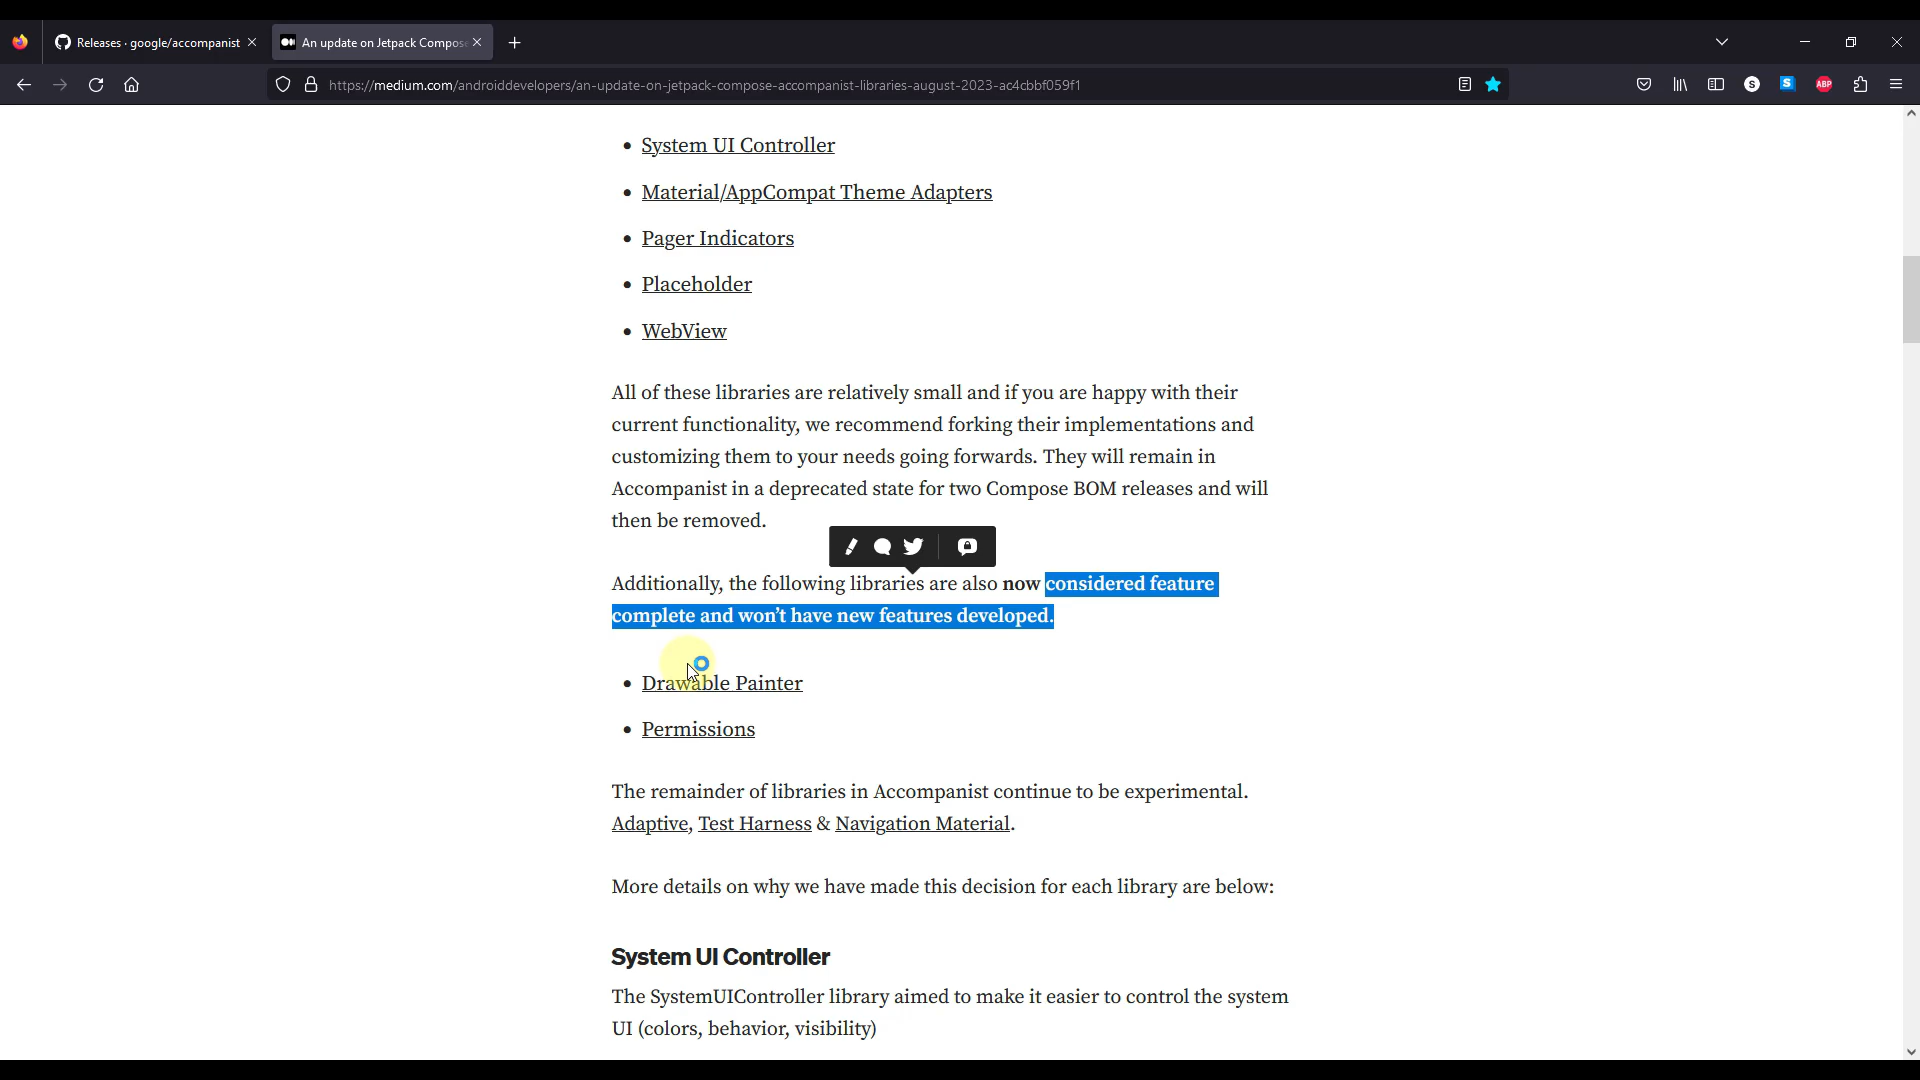 Releases · google/accompanist
An update on Jetpack Compose
https://medium.com/androiddevelopers/an-update-on-jetpack-compose-accompanist-libraries-august-2023-ac4cbbf059f1
S
S
ABP
• System UI Controller
• Material/AppCompat Theme Adapters
• Pager Indicators
• Placeholder
• WebView
All of these libraries are relatively small and if you are happy with their
current functionality, we recommend forking their implementations and
customizing them to your needs going forwards. They will remain in
Accompanist in a deprecated state for two Compose BOM releases and will
then be removed.
Additionally, the following libraries are also now considered feature
complete and won’t have new features developed.
• Drawable Painter
• Permissions
The remainder of libraries in Accompanist continue to be experimental.
Adaptive, Test Harness & Navigation Material.
More details on why we have made this decision for each library are below:
System UI Controller
The SystemUIController library aimed to make it easier to control the system
UI (colors, behavior, visibility)